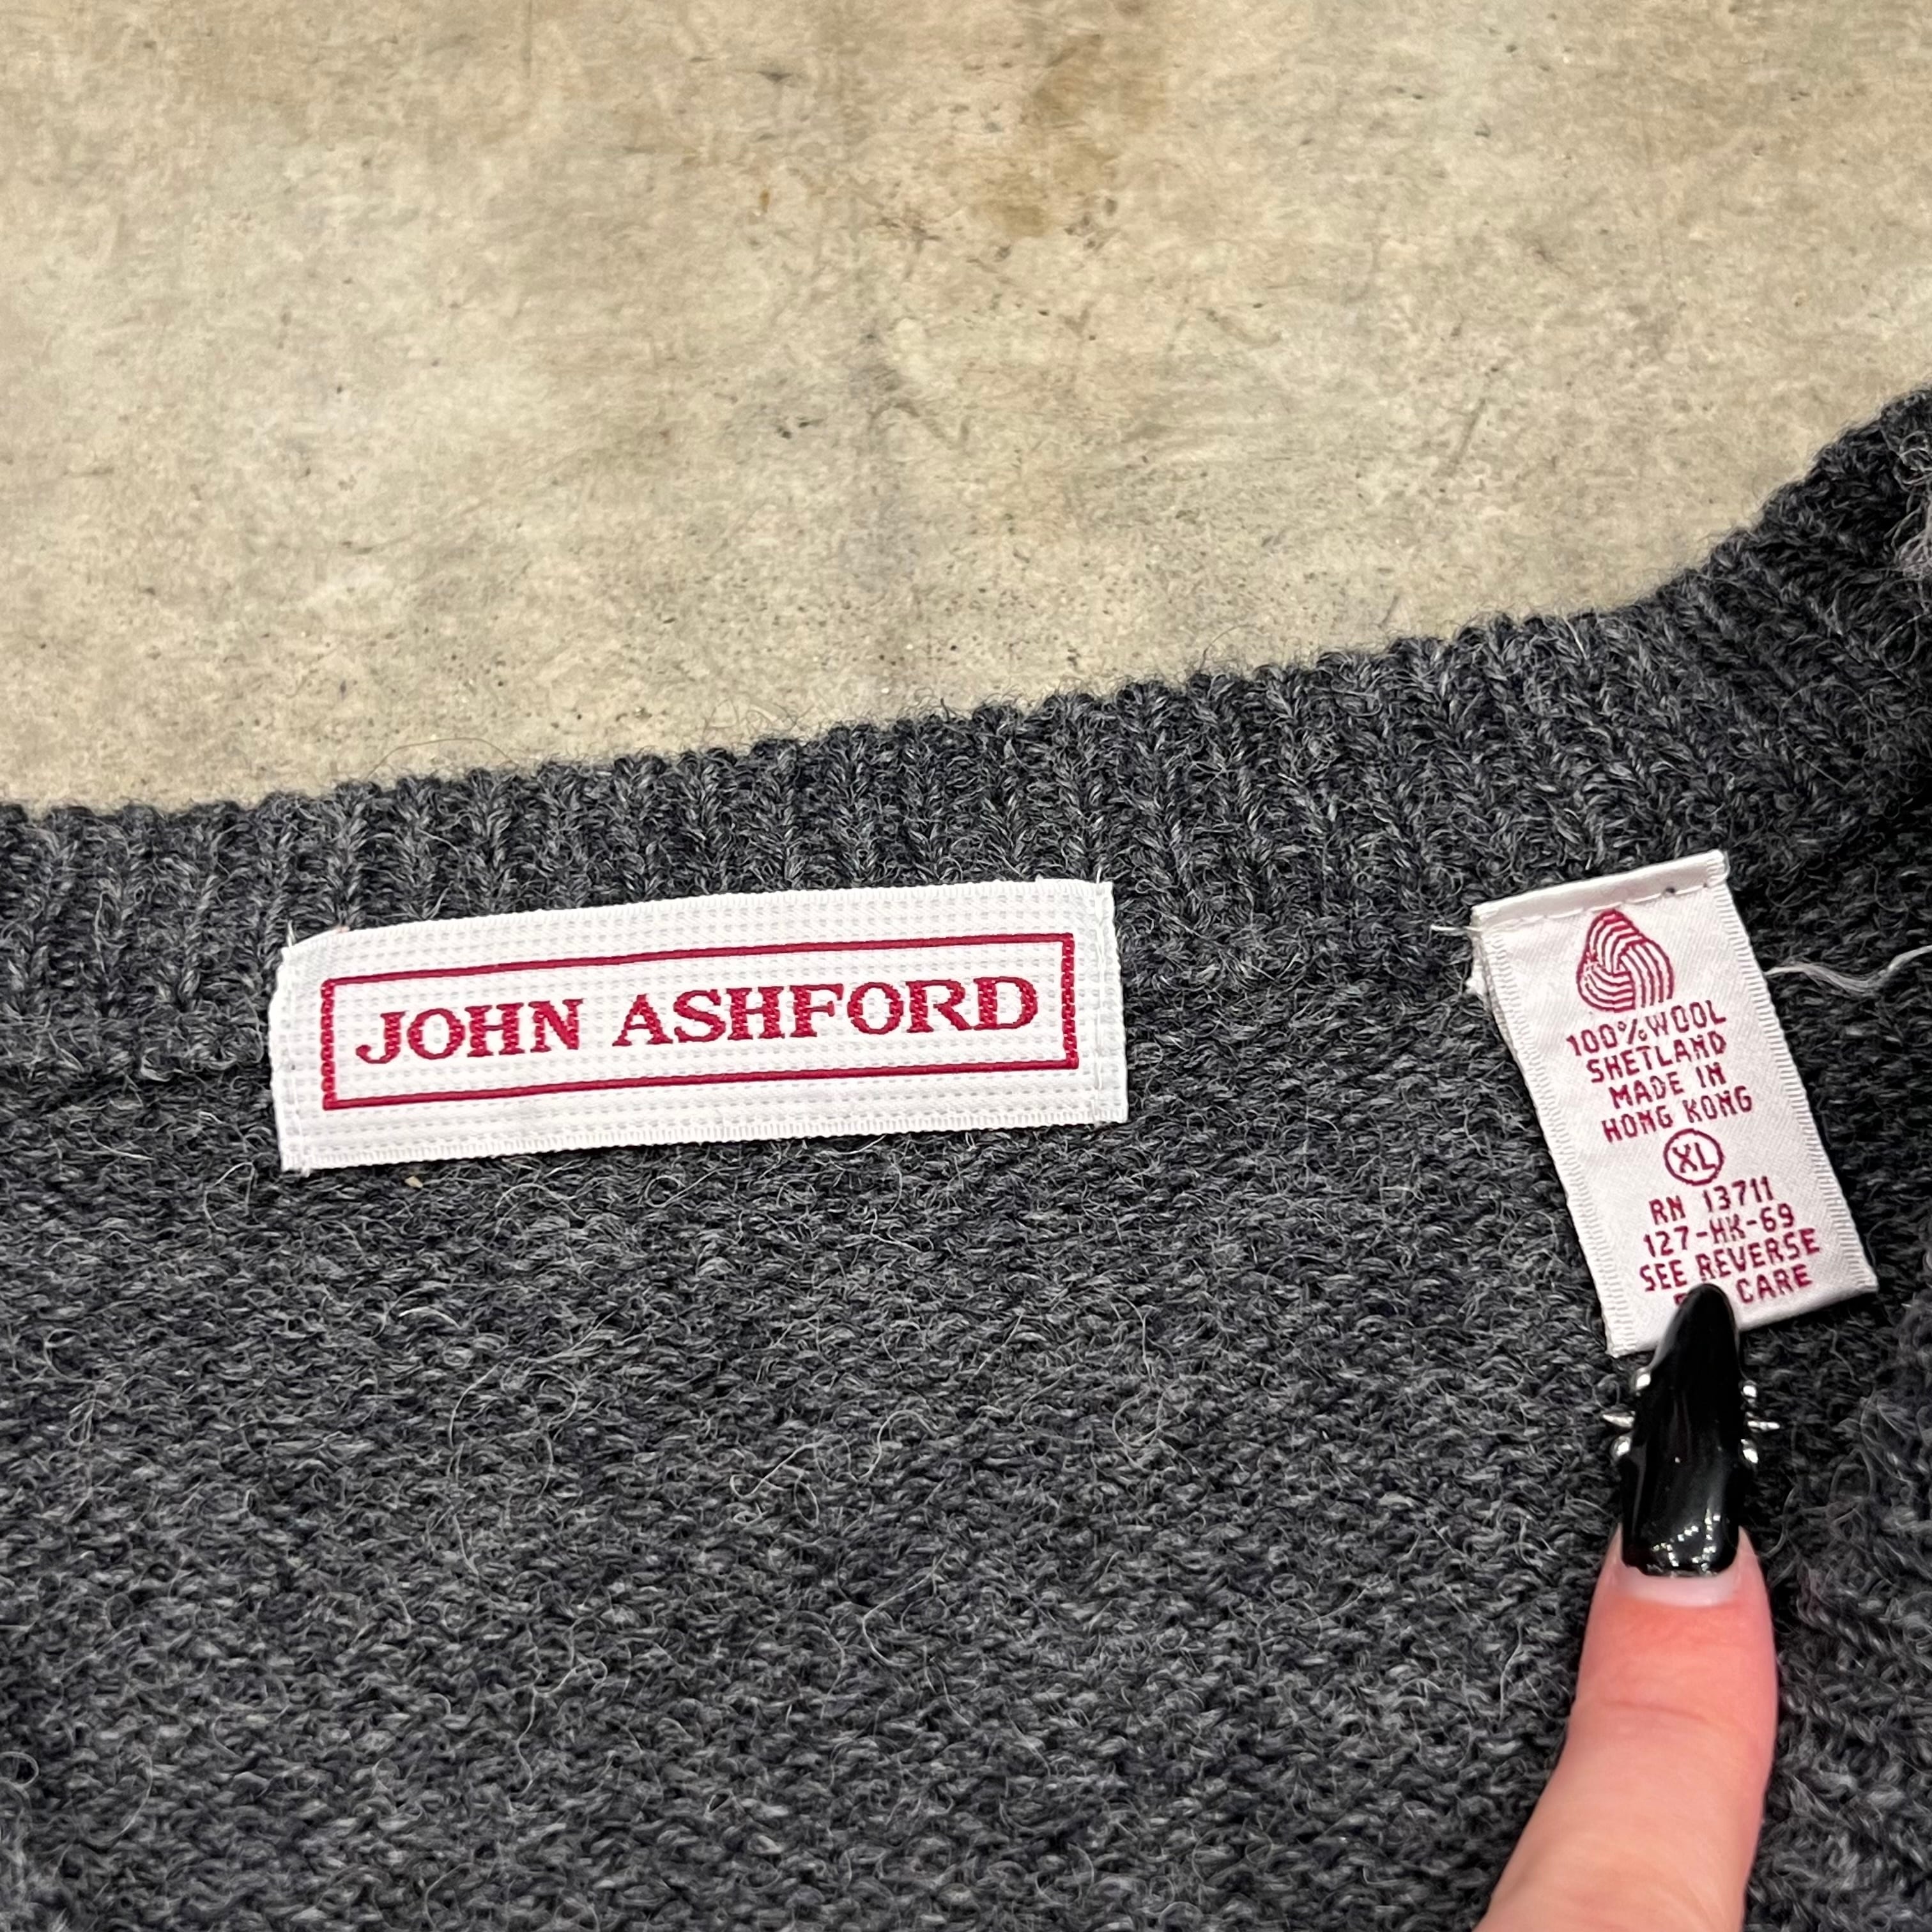 JOHN ASHFORD
100% WOOL
SHETLAND
MADE IN
HONG KONG
XL
RN 13711
127-HK-69
SEE REVERSE
CARE